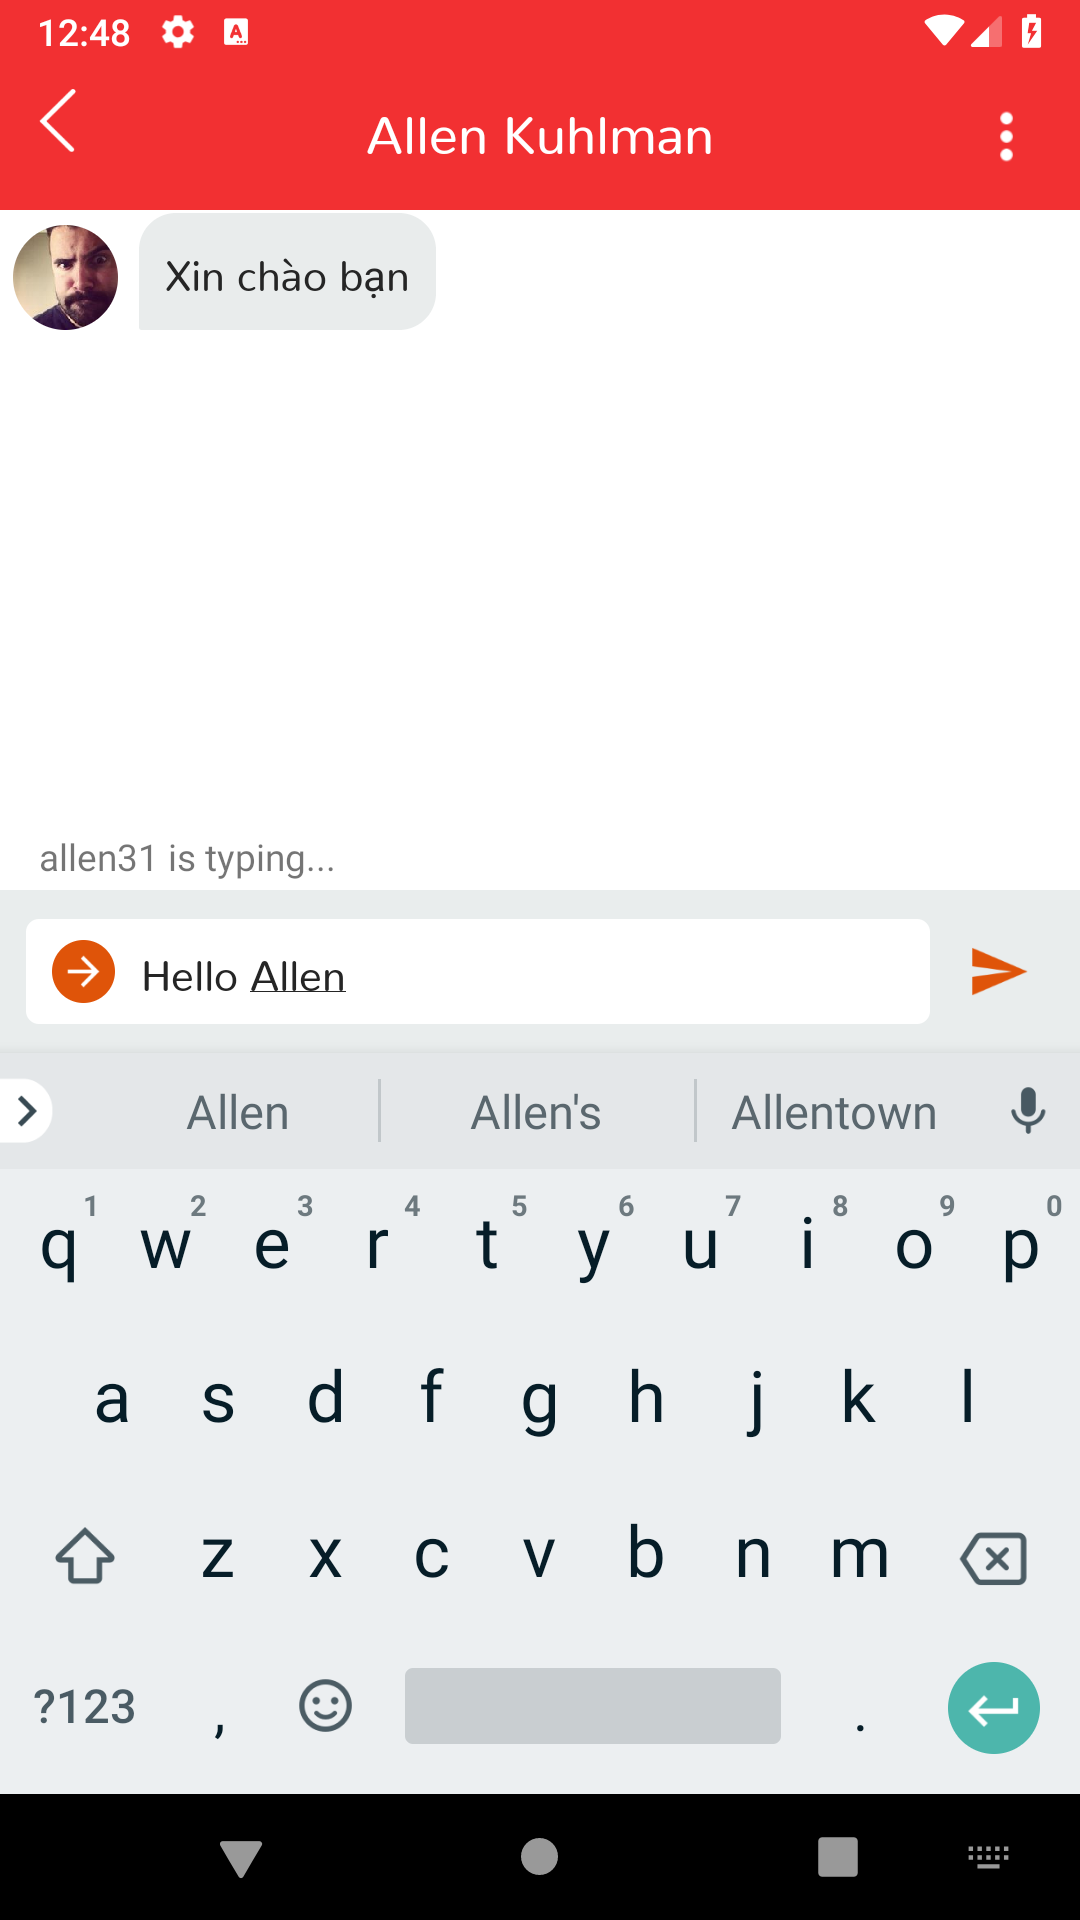 12:48
Allen Kuhlman
Xin chào bạn
allen31 is typing...
Hello Allen
Allen Allen's Allentown
1 2 3 4 5 6 7 8 9 0
q w e r t y u i o p
a s d f g h j k l
z x c v b n m
?123 , .